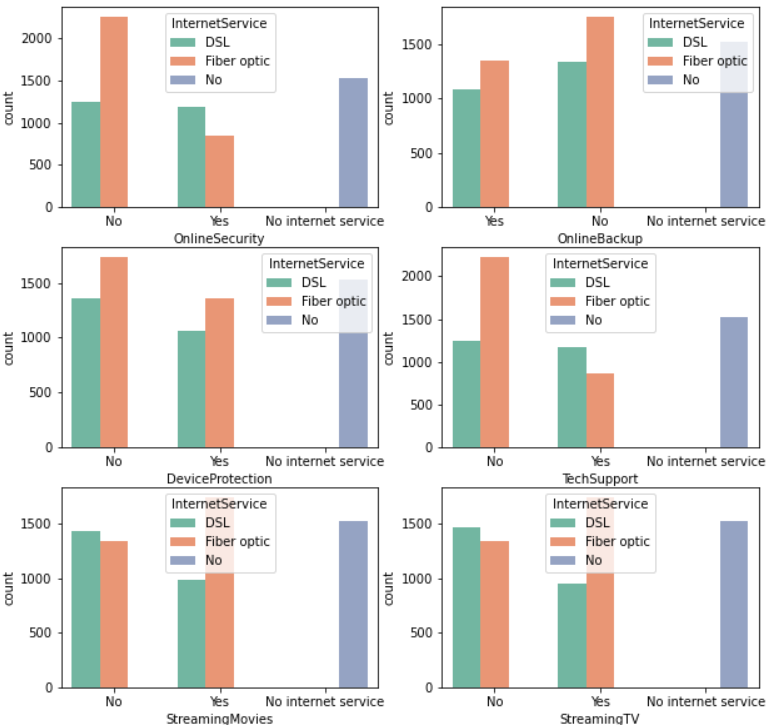 InternetService
DSL
Fiber optic
No
2000
1500
1000
500
0
count
No Yes No internet service
OnlineSecurity
InternetService
DSL
Fiber optic
No
1500
1000
500
0
count
Yes No No internet service
OnlineBackup
InternetService
DSL
Fiber optic
No
1500
1000
500
0
count
No Yes No internet service
DeviceProtection
InternetService
DSL
Fiber optic
No
2000
1500
1000
500
0
count
No Yes No internet service
TechSupport
InternetService
DSL
Fiber optic
No
1500
1000
500
0
count
No Yes No internet service
StreamingMovies
InternetService
DSL
Fiber optic
No
1500
1000
500
0
count
No Yes No internet service
StreamingTV